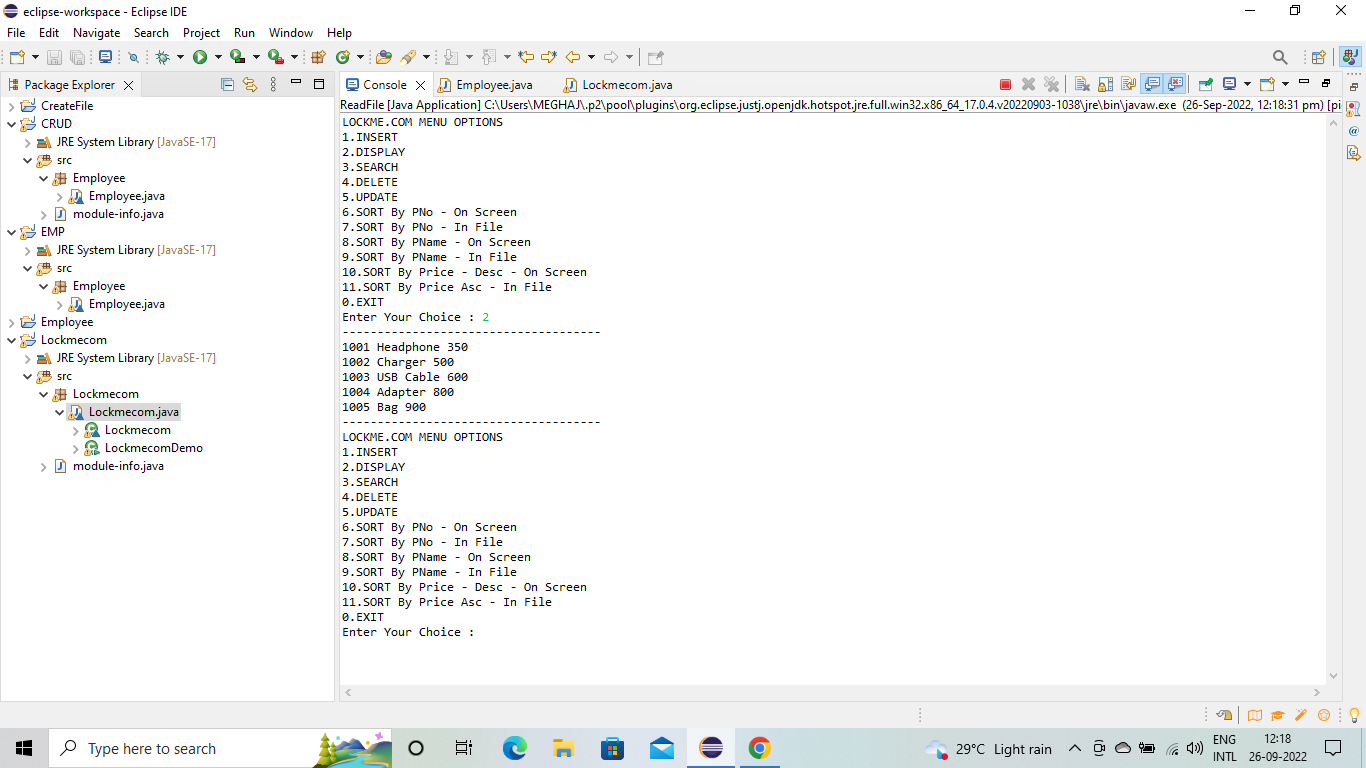 eclipse-workspace - Eclipse IDE
File Edit Navigate Search Project Run Window Help
Package Explorer
CreateFile
CRUD
JRE System Library [JavaSE-17]
src
Employee
Employee.java
module-info.java
EMP
JRE System Library [JavaSE-17]
src
Employee
Employee.java
Employee
Lockmecom
JRE System Library [JavaSE-17]
src
Lockmecom
Lockmecom.java
Lockmecom
LockmecomDemo
module-info.java
Console Employee.java Lockmecom.java
ReadFile [Java Application] C:\Users\MEGHAJ\.p2\pool\plugins\org.eclipse.justj.openjdk.hotspot.jre.full.win32.x86_64_17.0.4.v20220903-1038\jre\bin\javaw.exe (26-Sep-2022, 12:18:31 pm) [pi
LOCKME.COM MENU OPTIONS
1.INSERT
2.DISPLAY
3.SEARCH
4.DELETE
5.UPDATE
6.SORT By PNo - On Screen
7.SORT By PNo - In File
8.SORT By PName - On Screen
9.SORT By PName - In File
10.SORT By Price - Desc - On Screen
11.SORT By Price Asc - In File
0.EXIT
Enter Your Choice : 2
-------------------------------------
1001 Headphone 350
1002 Charger 500
1003 USB Cable 600
1004 Adapter 800
1005 Bag 900
-------------------------------------
LOCKME.COM MENU OPTIONS
1.INSERT
2.DISPLAY
3.SEARCH
4.DELETE
5.UPDATE
6.SORT By PNo - On Screen
7.SORT By PNo - In File
8.SORT By PName - On Screen
9.SORT By PName - In File
10.SORT By Price - Desc - On Screen
11.SORT By Price Asc - In File
0.EXIT
Enter Your Choice :
Type here to search
29°C Light rain
ENG
INTL
12:18
26-09-2022